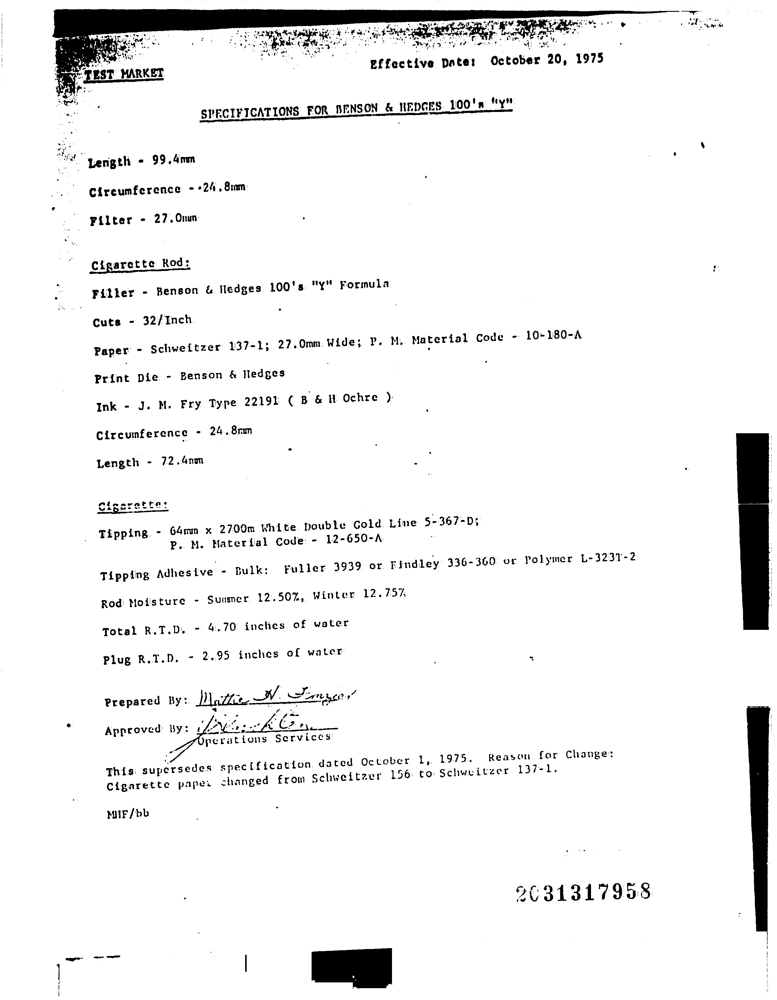 Effective Date: October 20, 1975
TEST MARKET
SPECIFICATIONS FOR BENSON & HEDGES 100's "Y"
Length - 99.4mm
Circumference - 24.8mm
Filter - 27.0mm
Cigarette Rod:
Filler - Benson & Hedges 100's "Y" Formula
Cuts - 32/Inch
Paper - Schweitzer 137-1; 27.0mm Wide; P. M. Material Code - 10-180-A
Print Die - Benson & Hedges
Ink - J. M. Fry Type 22191 ( B & H Ochre )
Circumference - 24.8mm
Length - 72.4mm
Cigarette:
Tipping - 64mm x 2700m White Double Gold Line 5-367-D;
P. M. Material Code - 12-650-A
Tipping Adhesive - Bulk: Fuller 3939 or Findley 336-360 or Polymer L-323T-2
Rod Moisture - Summer 12.50%, Winter 12.75%
Total R.T.D. - 4.70 inches of water
Plug R.T.D. - 2.95 inches of water
Prepared By: Mattie H.
Approved By:
Operations Services
This supersedes specification dated October 1, 1975. Reason for Change:
Cigarette paper changed from Schweitzer 156 to Schweitzer 137-1.
MHF/bb
2031317958